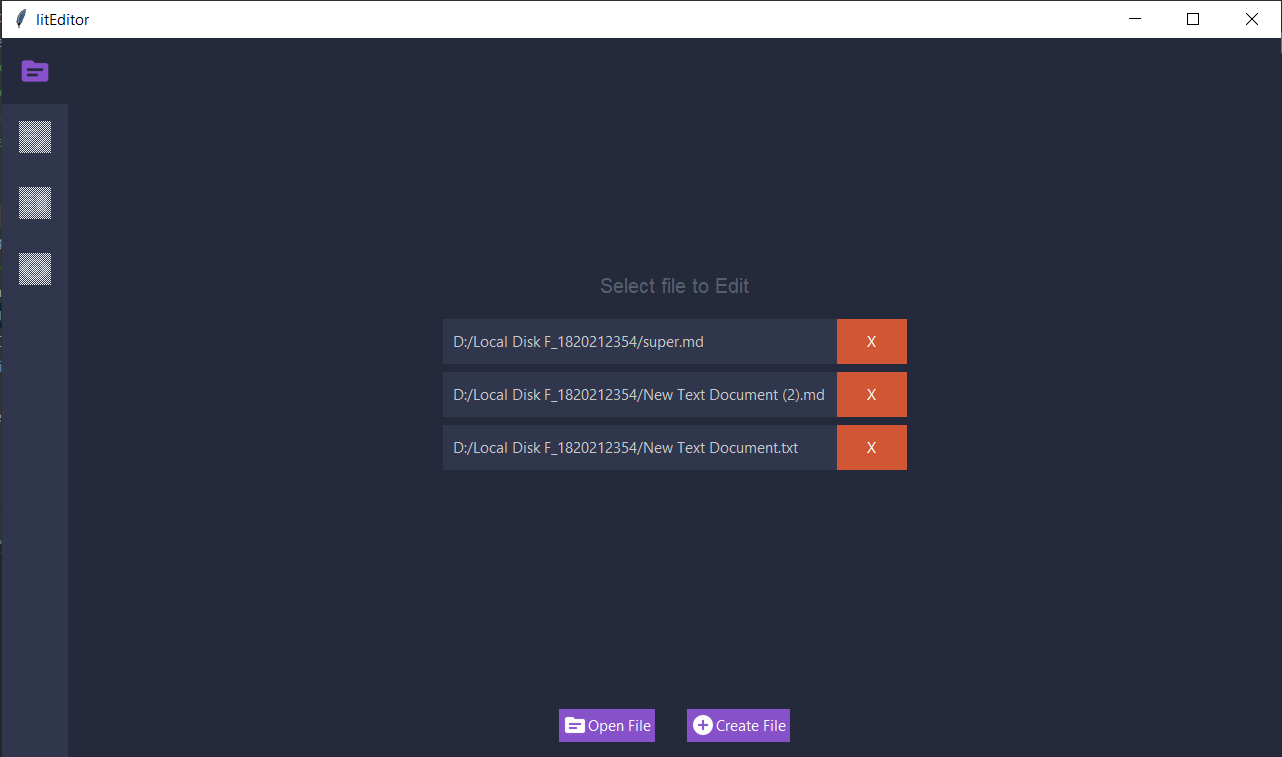 litEditor
Select file to Edit
D:/Local Disk F_1820212354/super.md X
D:/Local Disk F_1820212354/New Text Document (2).md X
D:/Local Disk F_1820212354/New Text Document.txt X
Open File Create File